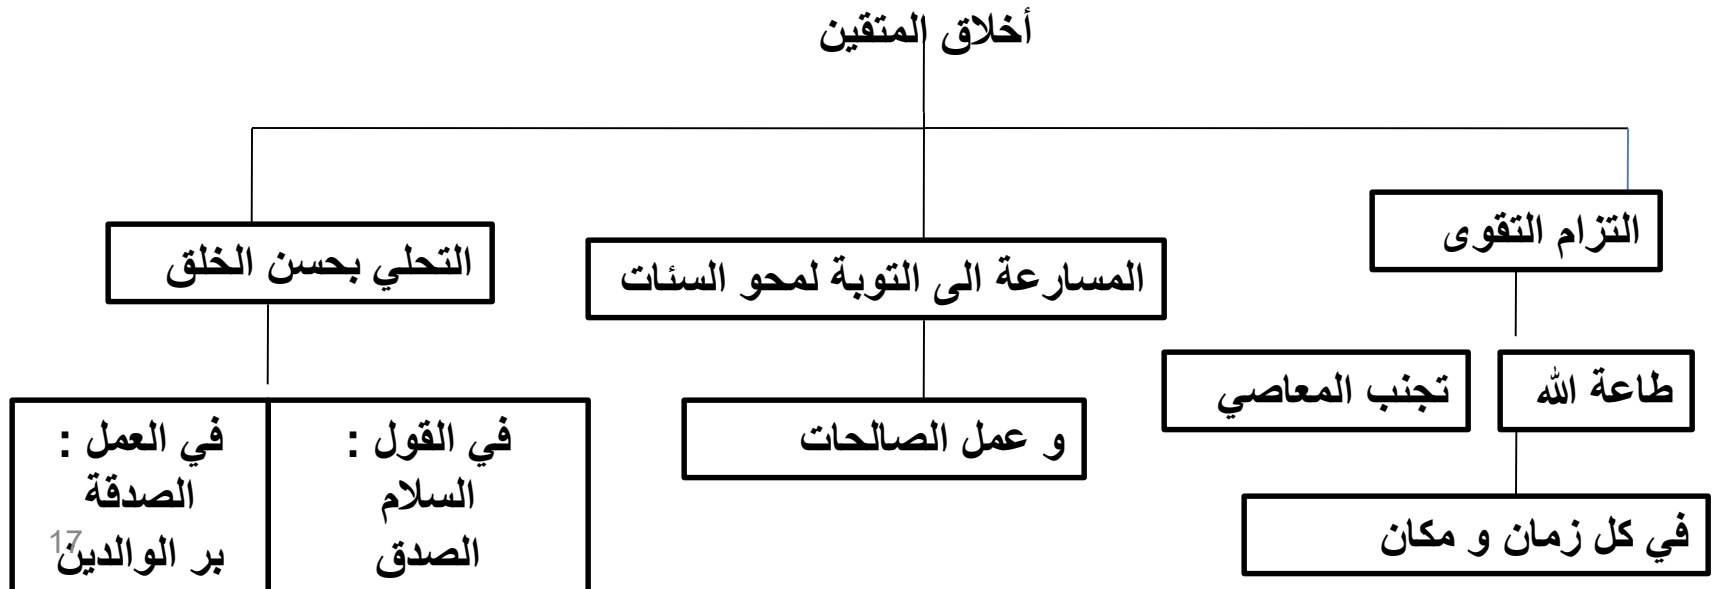 أخلاق المتقين
التزام التقوى
المسارعة الى التوبة لمحو السئات
التحلي بحسن الخلق
طاعة الله
تجنب المعاصي
في كل زمان و مكان
و عمل الصالحات
في القول :
السلام
الصدق
في العمل :
الصدقة
بر الوالدين
17